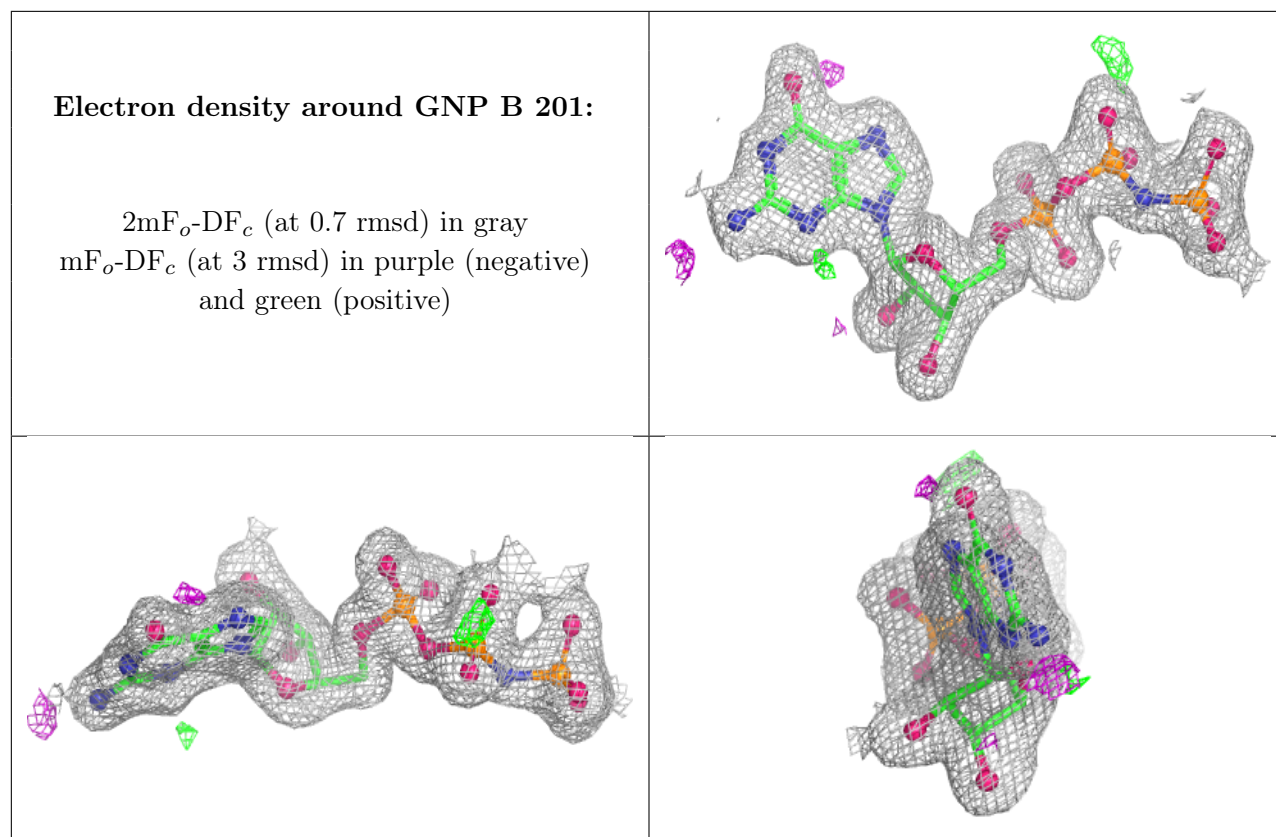 Electron density around GNP B 201:
2mFo-DFc (at 0.7 rmsd) in gray
mFo-DFc (at 3 rmsd) in purple (negative)
and green (positive)